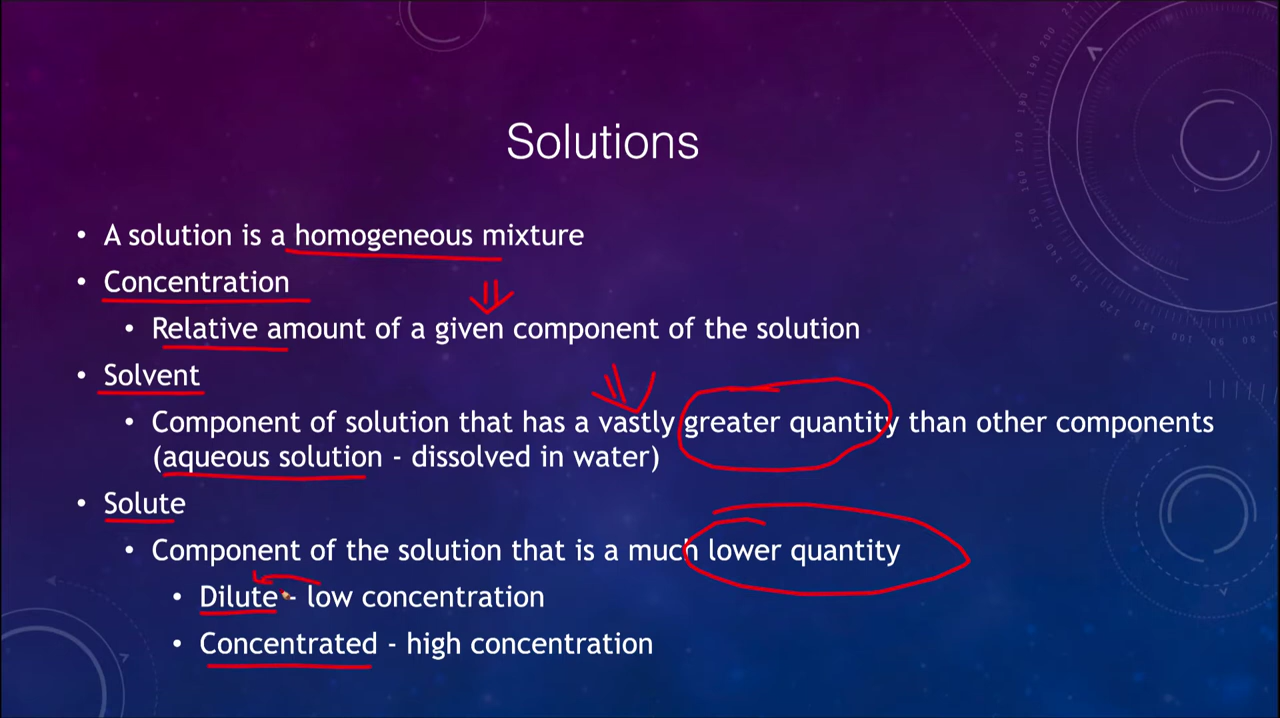 Solutions
• A solution is a homogeneous mixture
• Concentration
• Relative amount of a given component of the solution
• Solvent
• Component of solution that has a vastly greater quantity than other components
(aqueous solution - dissolved in water)
• Solute
• Component of the solution that is a much lower quantity
• Dilute - low concentration
• Concentrated - high concentration